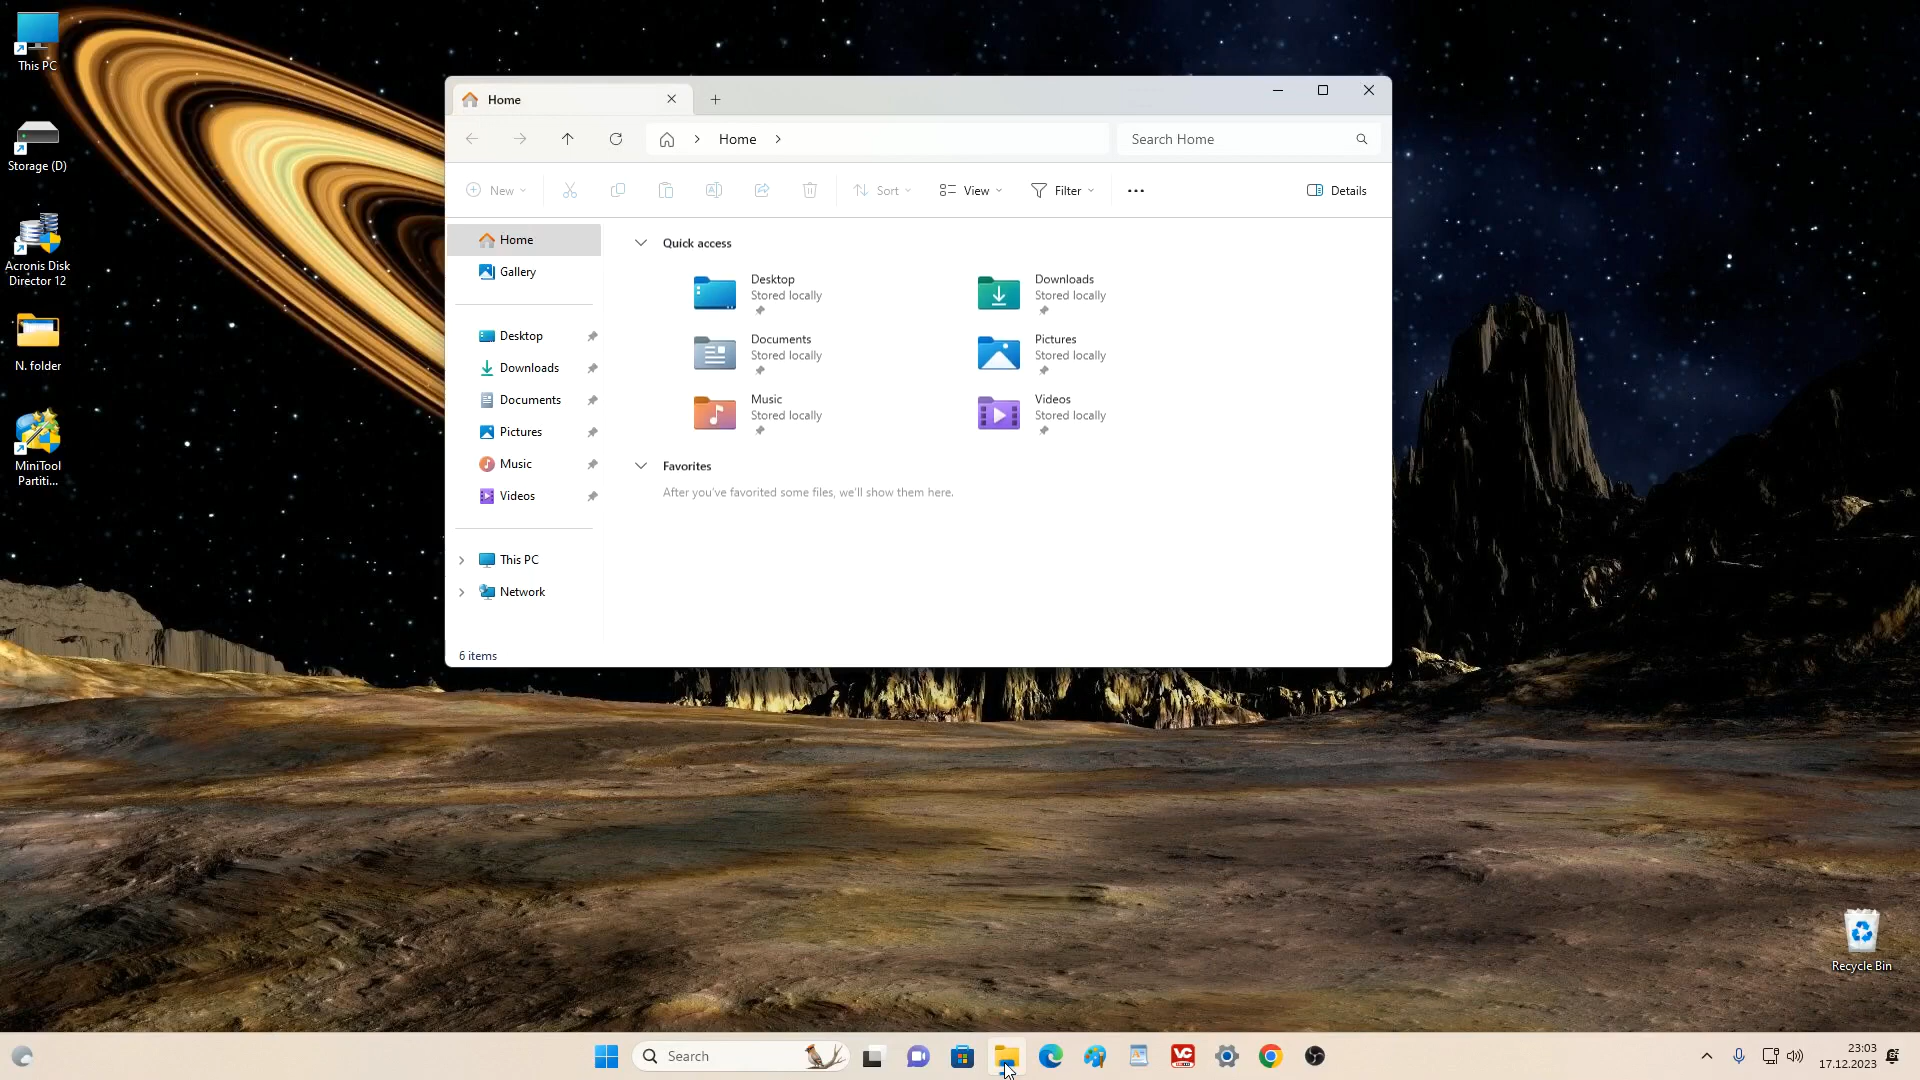 This PC
Storage (D)
Acronis Disk
Director 12
N. folder
MiniTool
Partiti...
Home
Home
Search Home
New
Sort
View
Filter
Details
Home
Gallery
Desktop
Downloads
Documents
Pictures
Music
Videos
This PC
Network
Quick access
Desktop
Stored locally
Downloads
Stored locally
Documents
Stored locally
Pictures
Stored locally
Music
Stored locally
Videos
Stored locally
Favorites
After you've favorited some files, we'll show them here.
6 items
Recycle Bin
Search
VC
23:03
17.12.2023